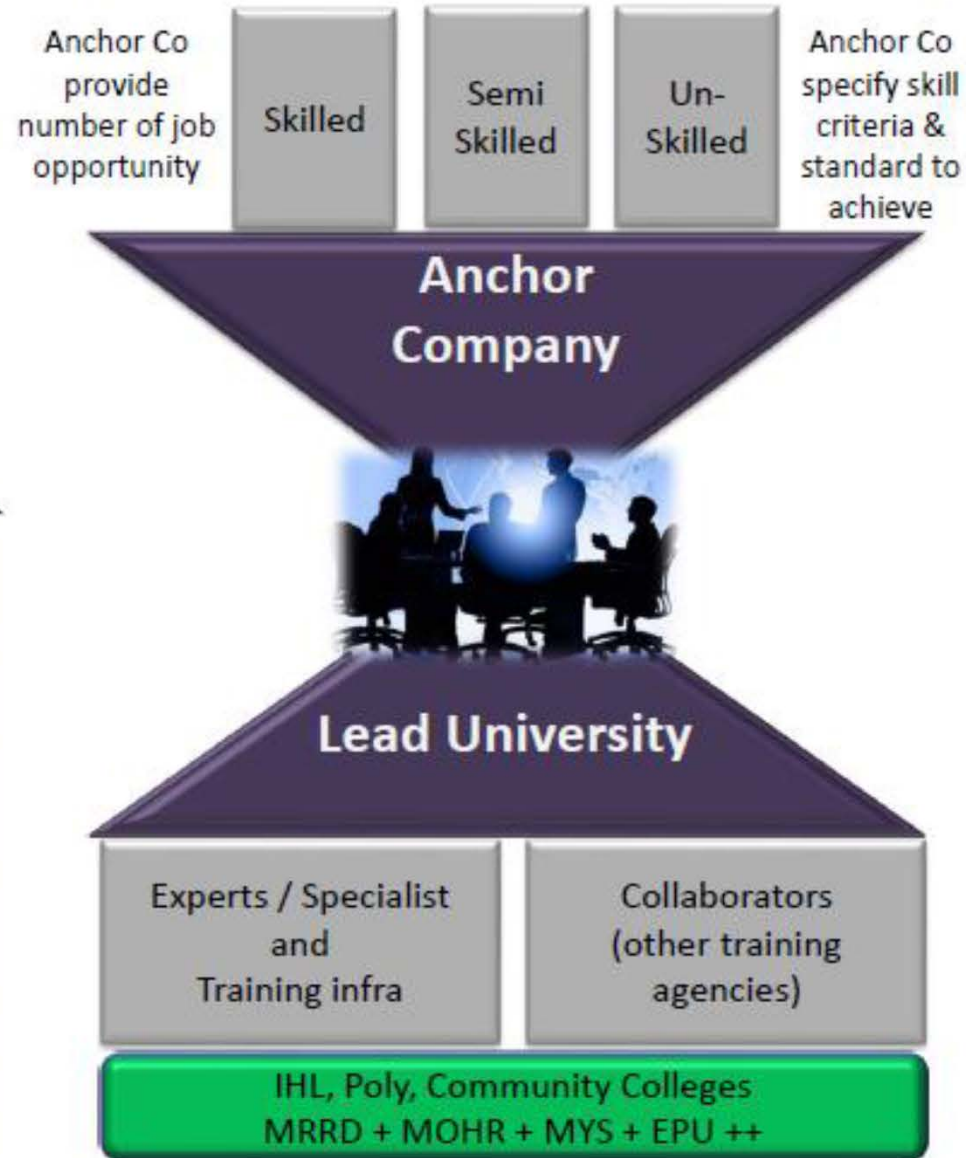 Anchor Co
provide
number of job
opportunity
Skilled
Semi
Skilled
Un-
Skilled
Anchor Co
specify skill
criteria &
standard to
achieve
Anchor
Company
Lead University
Experts / Specialist
and
Training infra
Collaborators
(other training
agencies)
IHL, Poly, Community Colleges
MRRD + MOHR + MYS + EPU ++